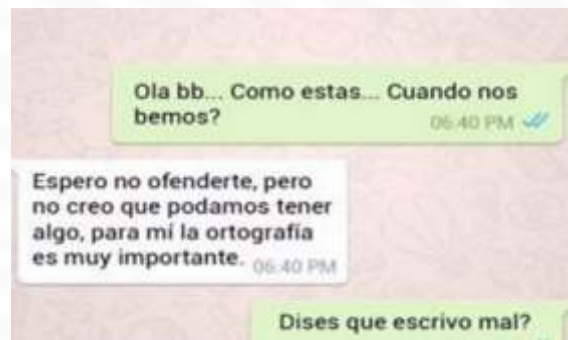 Ola bb... Como estas... Cuando nos
bemos?
06:40 PM
Espero no ofenderte, pero
no creo que podamos tener
algo, para mí la ortografía
es muy importante. 06:40 PM
Dises que escrivo mal?